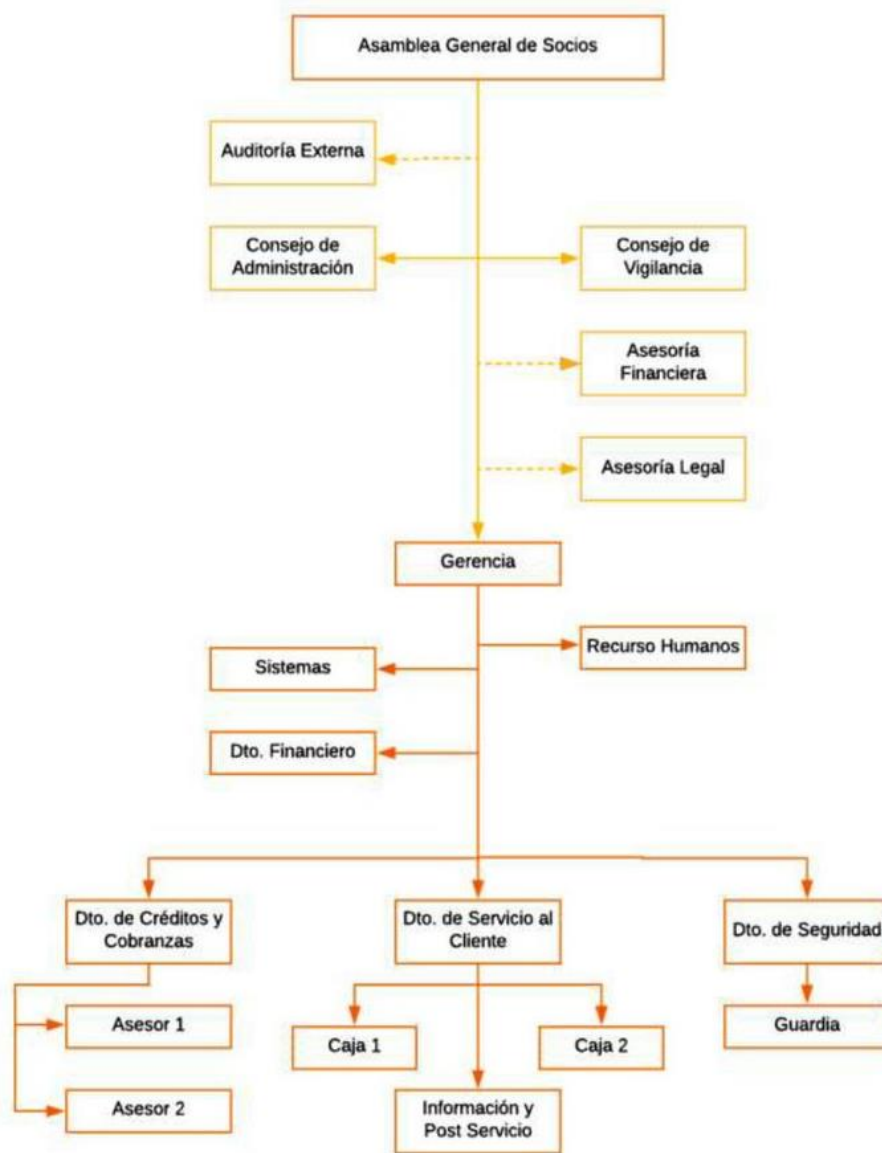 Asamblea General de Socios
Auditoría Externa
Consejo de
Administración
Consejo de
Vigilancia
Asesoría
Financiera
Asesoría Legal
Gerencia
Recurso Humanos
Sistemas
Dto. Financiero
Dto. de Créditos y
Cobranzas
Dto. de Servicio al
Cliente
Dto. de Seguridad
Asesor 1
Asesor 2
Caja 1
Caja 2
Información y
Post Servicio
Guardia